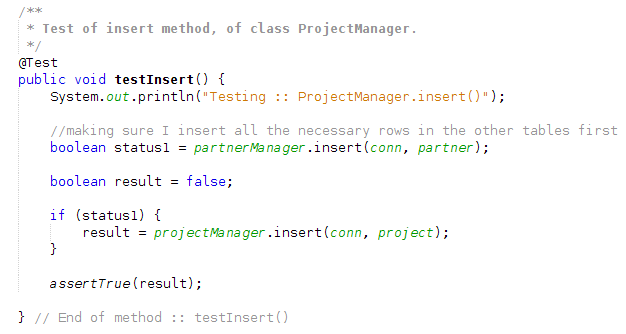 /**
 * Test of insert method, of class ProjectManager.
 */
@Test
public void testInsert() {
    System.out.println("Testing :: ProjectManager.insert()");
    //making sure I insert all the necessary rows in the other tables first
    boolean status1 = partnerManager.insert(conn, partner);
    boolean result = false;
    if (status1) {
        result = projectManager.insert(conn, project);
    }
    assertTrue(result);
} // End of method :: testInsert()